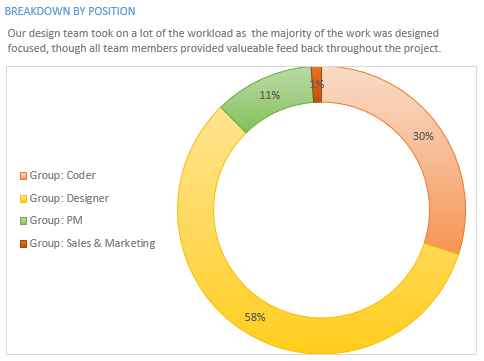 BREAKDOWN BY POSITION
Our design team took on a lot of the workload as  the majority of the work was designed
focused, though all team members provided valueable feed back throughout the project.
1%
11%
30%
Group: Coder
Group: Designer
Group: PM
Group: Sales & Marketing
58%